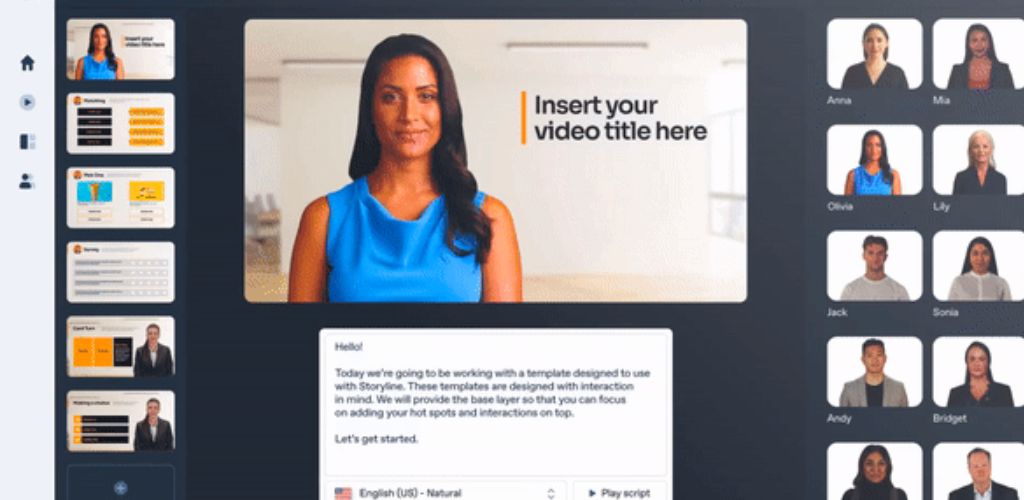 Insert your
video title here
Matching
Survey
Card Turn
Making a choice
Insert your
video title here
Hello!
Today we're going to be working with a template designed to use
with Storyline. These templates are designed with interaction
in mind. We will provide the base layer so that you can focus
on adding your hot spots and interactions on top.
Let's get started.
English (US) - Natural
Play script
Anna
Mia
Olivia
Lily
Jack
Sonia
Andy
Bridget